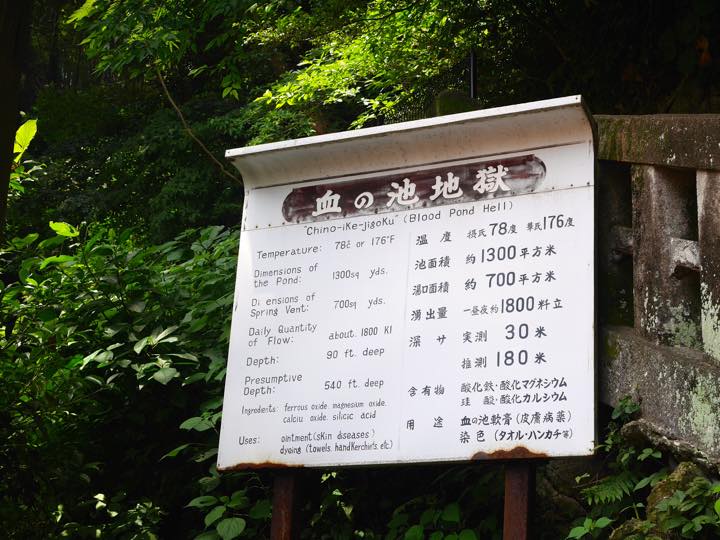 血の池地獄
"Chino-iKe-jigoKu" (Blood Pond Hell)
Temperature: 78c̊ or 176°F
Dimensions of the Pond: 1300sq yds.
Dimensions of Spring Vent: 700sq yds.
Daily Quantity of Flow: about 1800 Kl
Depth: 90 ft. deep
Presumptive Depth: 540 ft. deep
Ingredients: ferrous oxide. magnesium oxide.
calciu oxide. silicic acid
Uses: ointment (sKin diseases)
dyoing (towels, handKerchiefs, etc)
温度 摂氏78度 華氏176度
池面積 約1300平方米
湯口面積 約700平方米
湧出量 一昼夜約1800粁立
深サ 実測 30米
推測 180米
含有物 酸化鉄・酸化マグネシウム
珪酸・酸化カルシウム
用途 血の池軟膏(皮膚病薬)
染色(タオル・ハンカチ等)